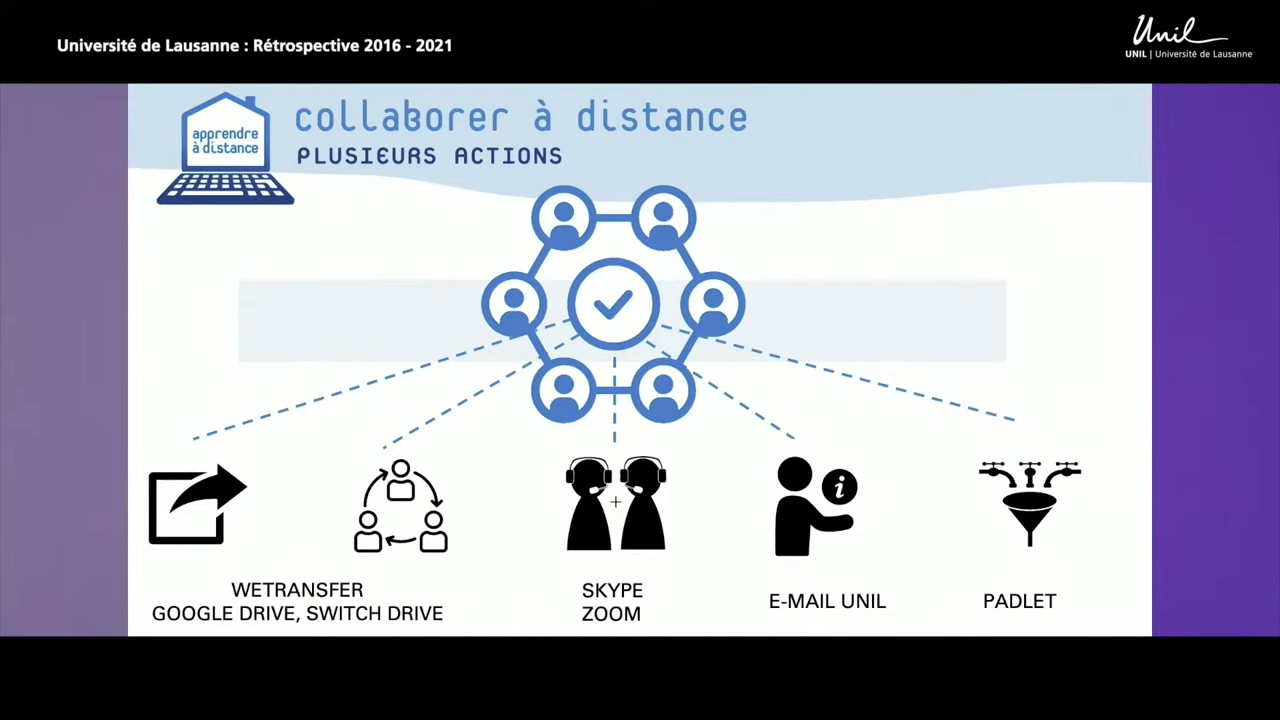 Université de Lausanne : Rétrospective 2016 - 2021
Unil
UNIL | Université de Lausanne
apprendre
à distance
collaborer à distance
PLUSIEURS ACTIONS
i
WETRANSFER
GOOGLE DRIVE, SWITCH DRIVE
SKYPE
ZOOM
E-MAIL UNIL
PADLET